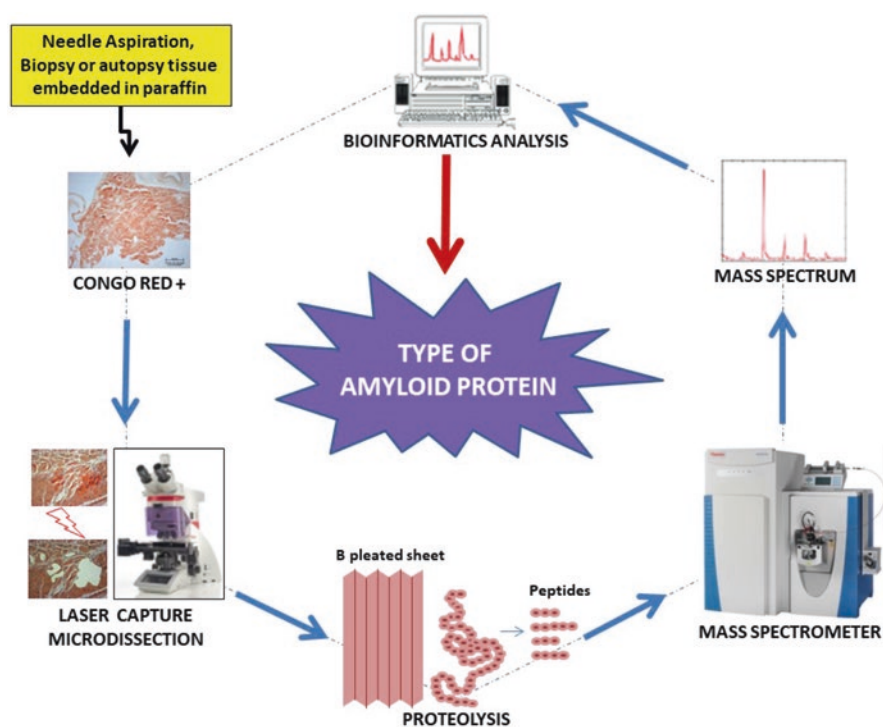 Needle Aspiration,
Biopsy or autopsy tissue
embedded in paraffin
BIOINFORMATICS ANALYSIS
CONGO RED +
MASS SPECTRUM
TYPE OF
AMYLOID PROTEIN
LASER CAPTURE
MICRODISSECTION
B pleated sheet
Peptides
PROTEOLYSIS
MASS SPECTROMETER